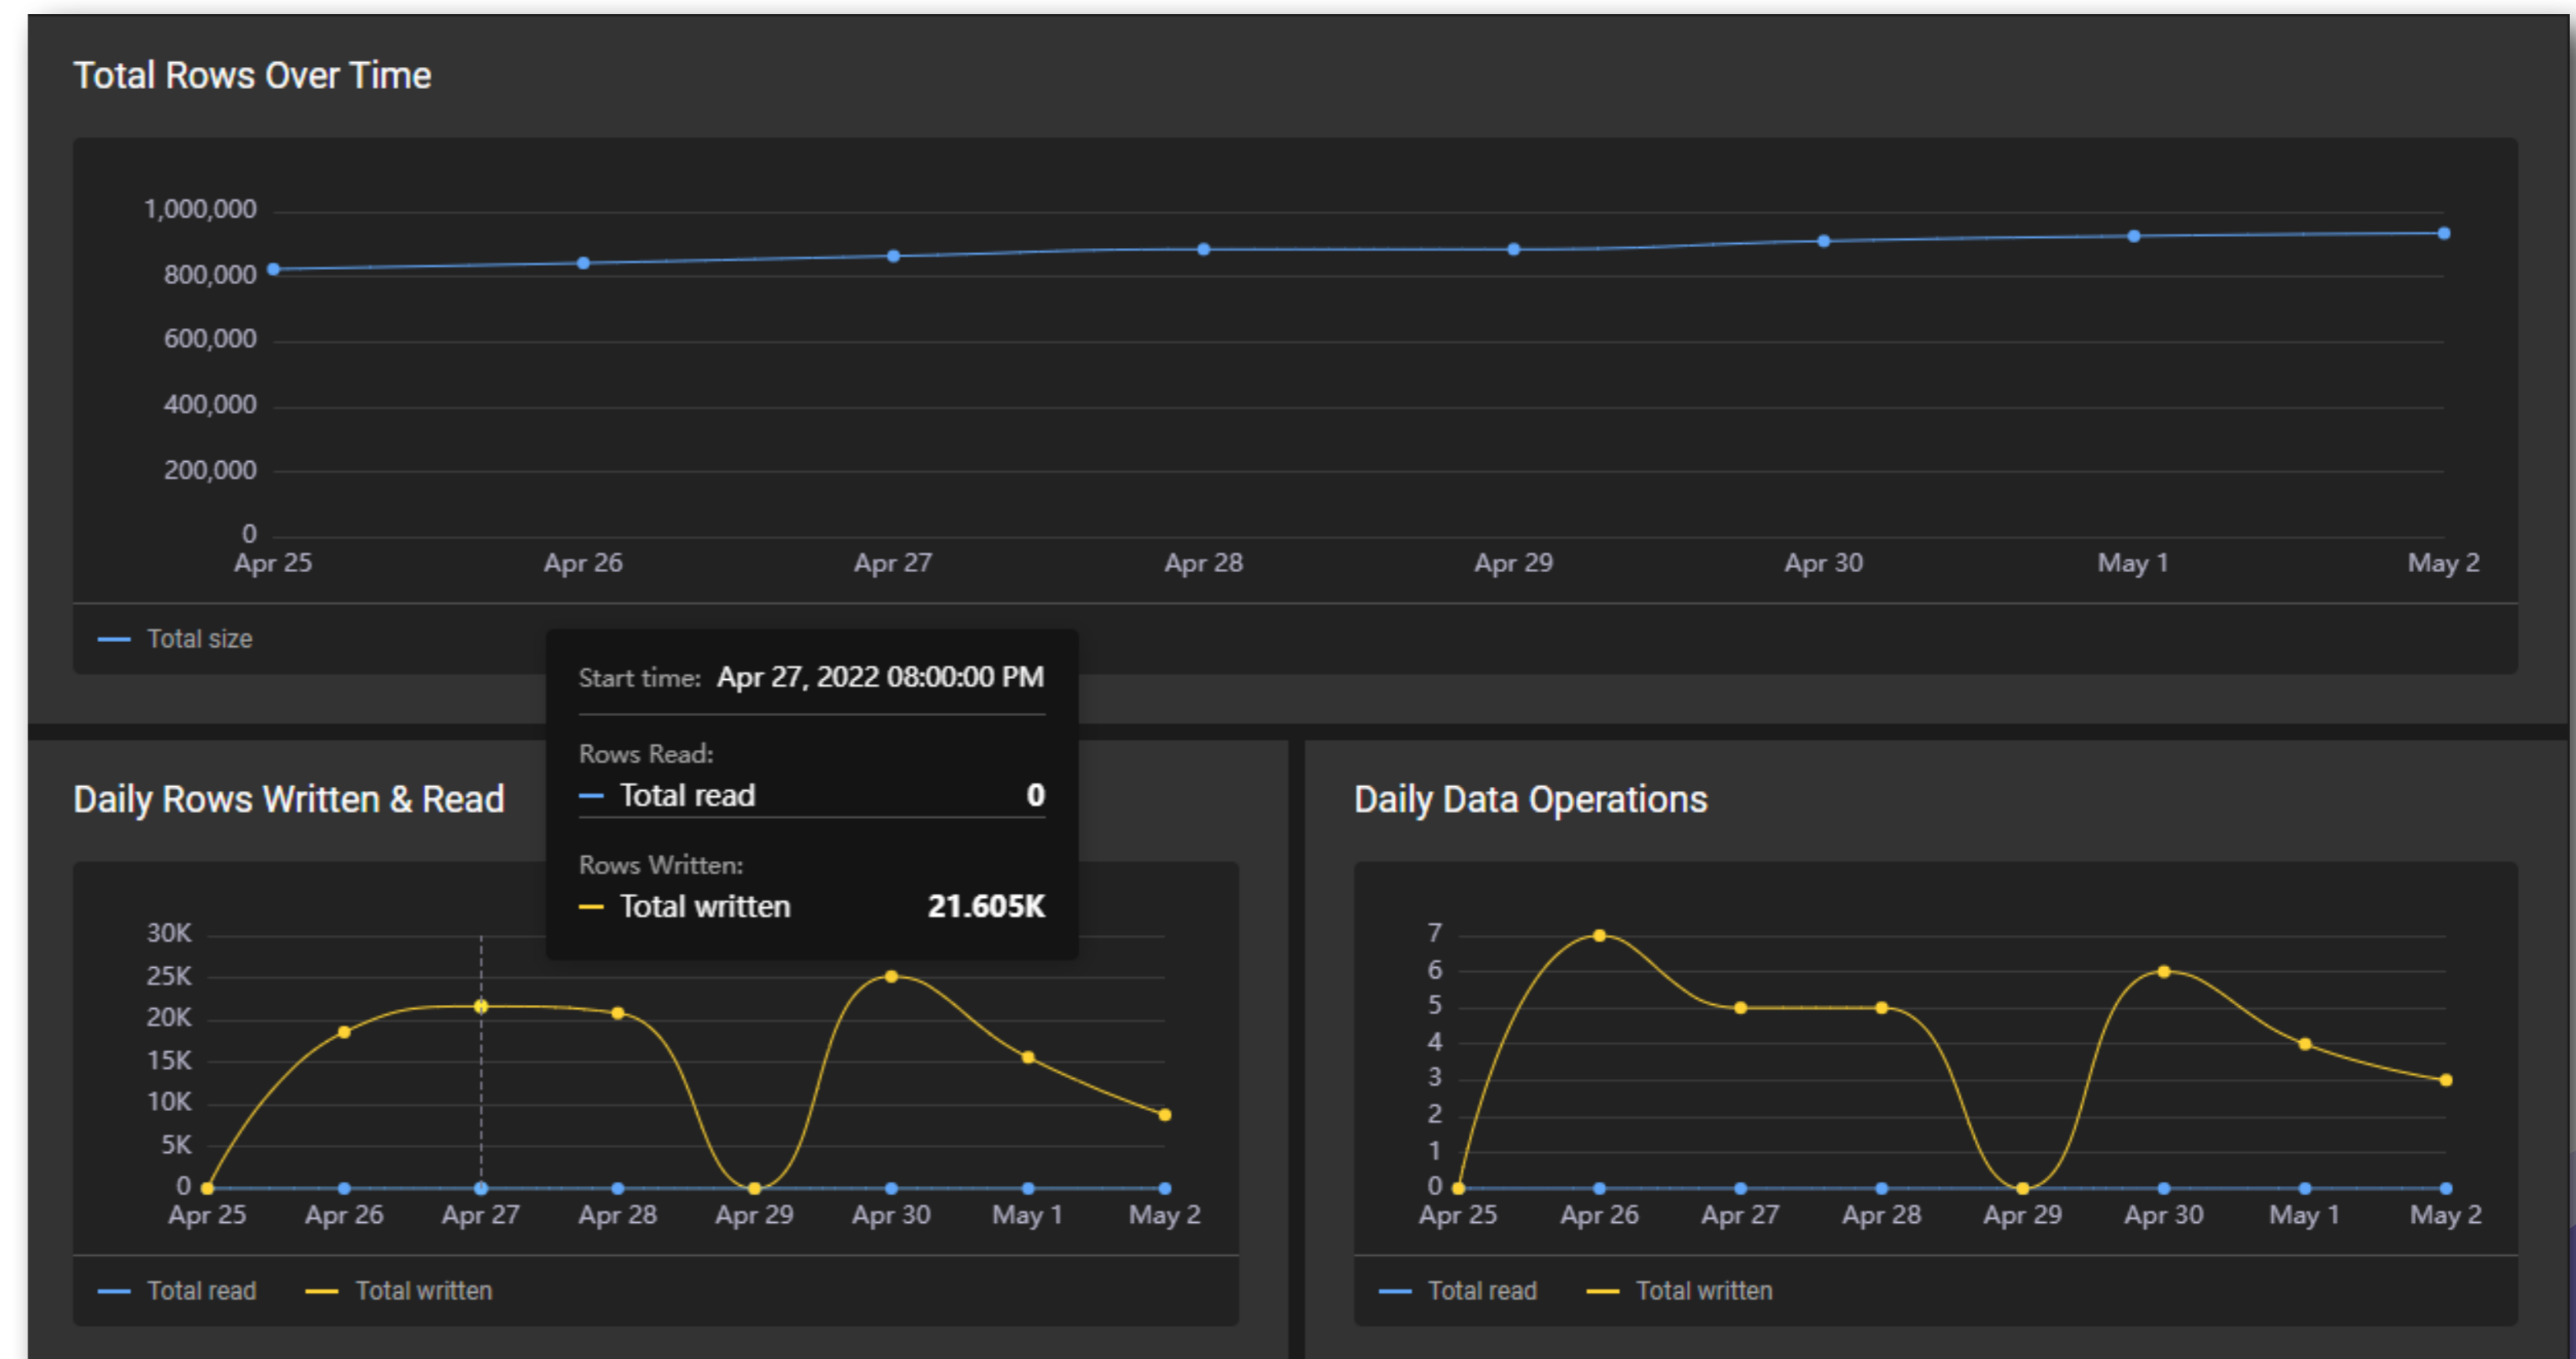 Total Rows Over Time
1,000,000
800,000
600,000
400,000
200,000
0
Apr 25 Apr 26 Apr 27 Apr 28 Apr 29 Apr 30 May 1 May 2
Total size
Start time: Apr 27, 2022 08:00:00 PM
Rows Read:
Total read 0
Rows Written:
Total written 21.605K
Daily Rows Written & Read
30K
25K
20K
15K
10K
5K
0
Apr 25 Apr 26 Apr 27 Apr 28 Apr 29 Apr 30 May 1 May 2
Total read Total written
Daily Data Operations
7
6
5
4
3
2
1
0
Apr 25 Apr 26 Apr 27 Apr 28 Apr 29 Apr 30 May 1 May 2
Total read Total written